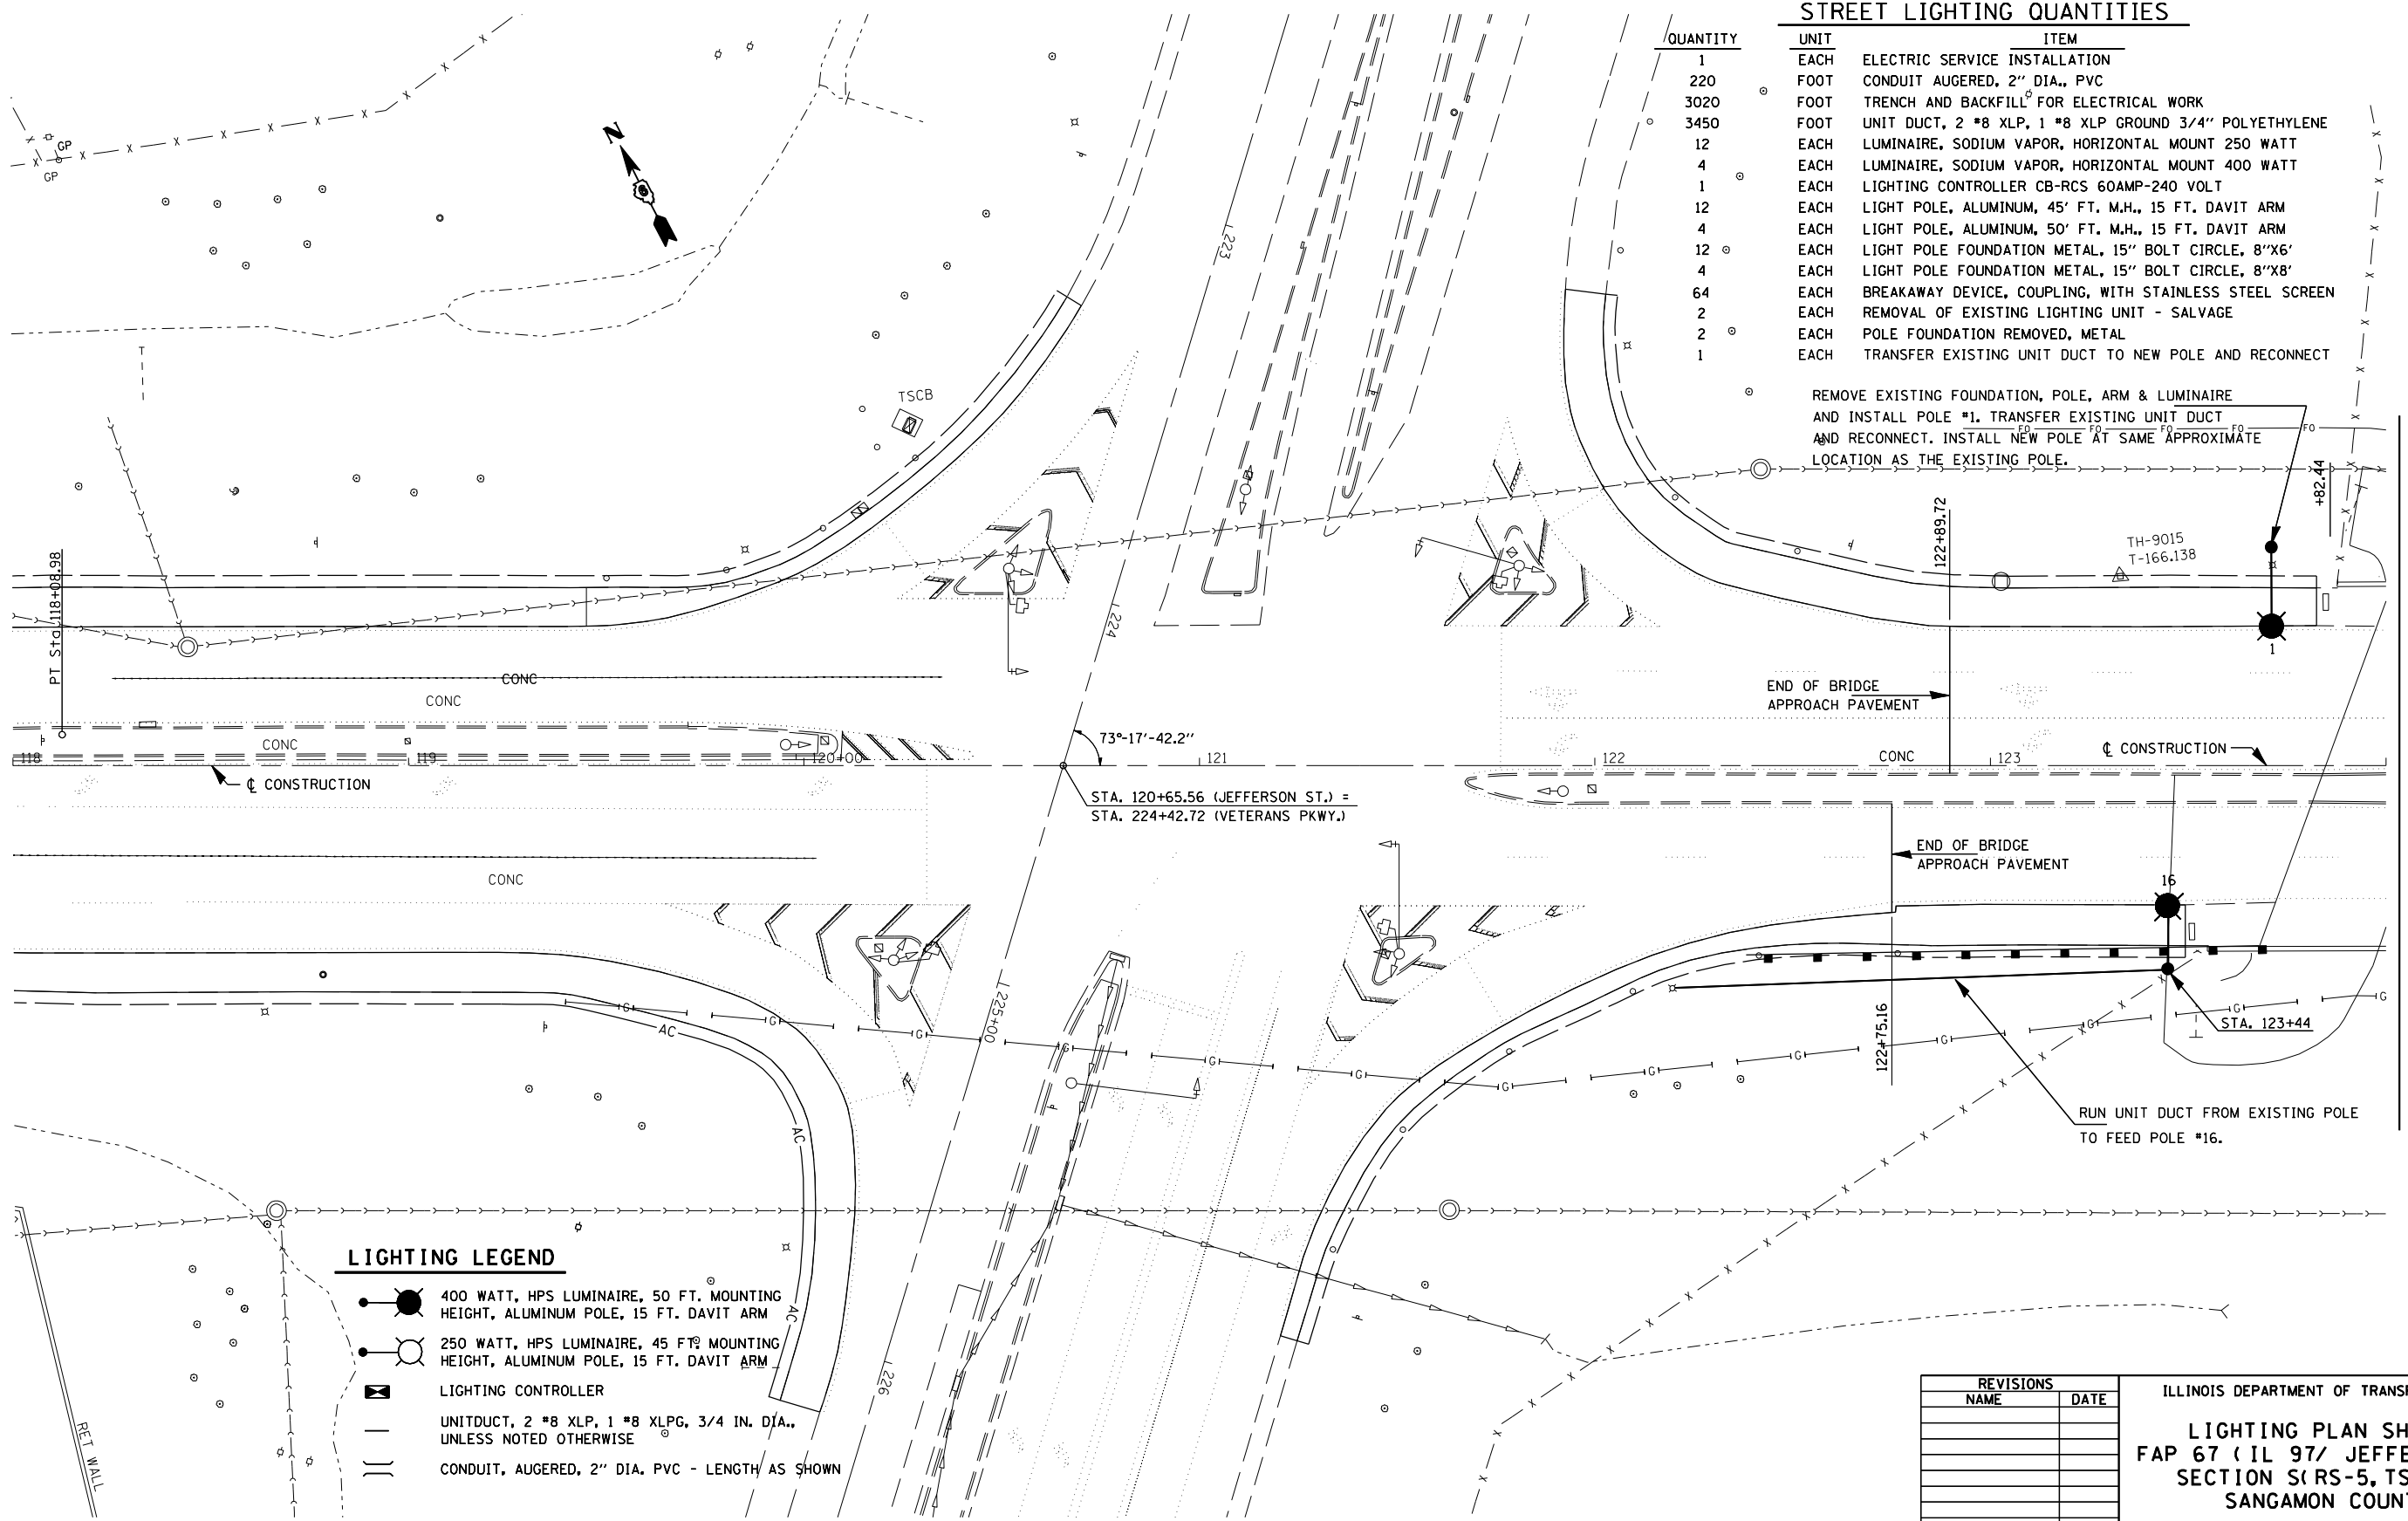 STREET LIGHTING QUANTITIES
QUANTITY UNIT ITEM
1 EACH ELECTRIC SERVICE INSTALLATION
220 FOOT CONDUIT AUGERED, 2" DIA., PVC
3020 FOOT TRENCH AND BACKFILL FOR ELECTRICAL WORK
3450 FOOT UNIT DUCT, 2 #8 XLP, 1 #8 XLP GROUND 3/4" POLYETHYLENE
12 EACH LUMINAIRE, SODIUM VAPOR, HORIZONTAL MOUNT 250 WATT
4 EACH LUMINAIRE, SODIUM VAPOR, HORIZONTAL MOUNT 400 WATT
1 EACH LIGHTING CONTROLLER CB-RCS 60AMP-240 VOLT
12 EACH LIGHT POLE, ALUMINUM, 45' FT. M.H., 15 FT. DAVIT ARM
4 EACH LIGHT POLE, ALUMINUM, 50' FT. M.H., 15 FT. DAVIT ARM
12 EACH LIGHT POLE FOUNDATION METAL, 15" BOLT CIRCLE, 8"X6'
4 EACH LIGHT POLE FOUNDATION METAL, 15" BOLT CIRCLE, 8"X8'
64 EACH BREAKAWAY DEVICE, COUPLING, WITH STAINLESS STEEL SCREEN
2 EACH REMOVAL OF EXISTING LIGHTING UNIT - SALVAGE
2 EACH POLE FOUNDATION REMOVED, METAL
1 EACH TRANSFER EXISTING UNIT DUCT TO NEW POLE AND RECONNECT
REMOVE EXISTING FOUNDATION, POLE, ARM & LUMINAIRE
AND INSTALL POLE #1. TRANSFER EXISTING UNIT DUCT
AND RECONNECT. INSTALL NEW POLE AT SAME APPROXIMATE
LOCATION AS THE EXISTING POLE.
FO FO FO FO FO
N
GP
GP
T
TSCB
223
224
+82.44
122+89.72
TH-9015
T-166.138
1
PT Sta 118+08.98
CONC
CONC
CONC
END OF BRIDGE
APPROACH PAVEMENT
73°-17'-42.2"
118 119 120+00 121 122 CONC 123
℄ CONSTRUCTION
℄ CONSTRUCTION
STA. 120+65.56 (JEFFERSON ST.) =
STA. 224+42.72 (VETERANS PKWY.)
END OF BRIDGE
APPROACH PAVEMENT
CONC
16
225+00
122+75.16
STA. 123+44
G G G G G G G G G G G
AC
AC
AC
RUN UNIT DUCT FROM EXISTING POLE
TO FEED POLE #16.
226
RET WALL
LIGHTING LEGEND
400 WATT, HPS LUMINAIRE, 50 FT. MOUNTING
HEIGHT, ALUMINUM POLE, 15 FT. DAVIT ARM
250 WATT, HPS LUMINAIRE, 45 FT. MOUNTING
HEIGHT, ALUMINUM POLE, 15 FT. DAVIT ARM
LIGHTING CONTROLLER
UNITDUCT, 2 #8 XLP, 1 #8 XLPG, 3/4 IN. DIA.,
UNLESS NOTED OTHERWISE
CONDUIT, AUGERED, 2" DIA. PVC - LENGTH AS SHOWN
REVISIONS
NAME DATE
ILLINOIS DEPARTMENT OF TRANSP
LIGHTING PLAN SH
FAP 67 (IL 97/ JEFFE
SECTION S(RS-5,TS
SANGAMON COUN